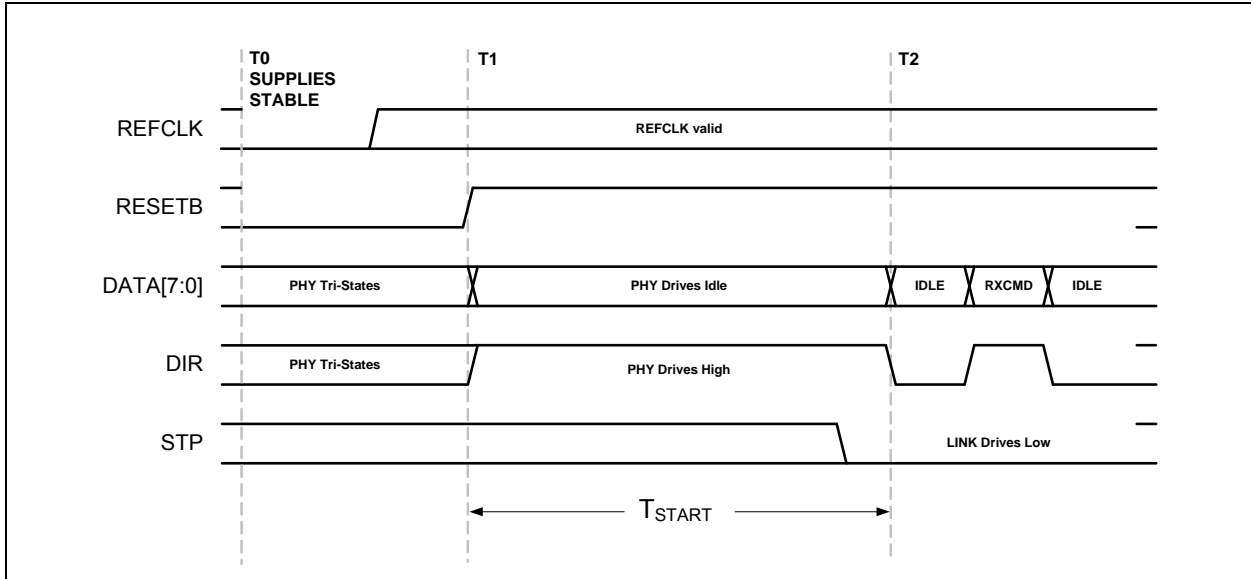 T0
SUPPLIES
STABLE
T1
T2
REFCLK
REFCLK valid
RESETB
DATA[7:0]
PHY Tri-States
PHY Drives Idle
IDLE
RXCMD
IDLE
DIR
PHY Tri-States
PHY Drives High
STP
LINK Drives Low
TSTART